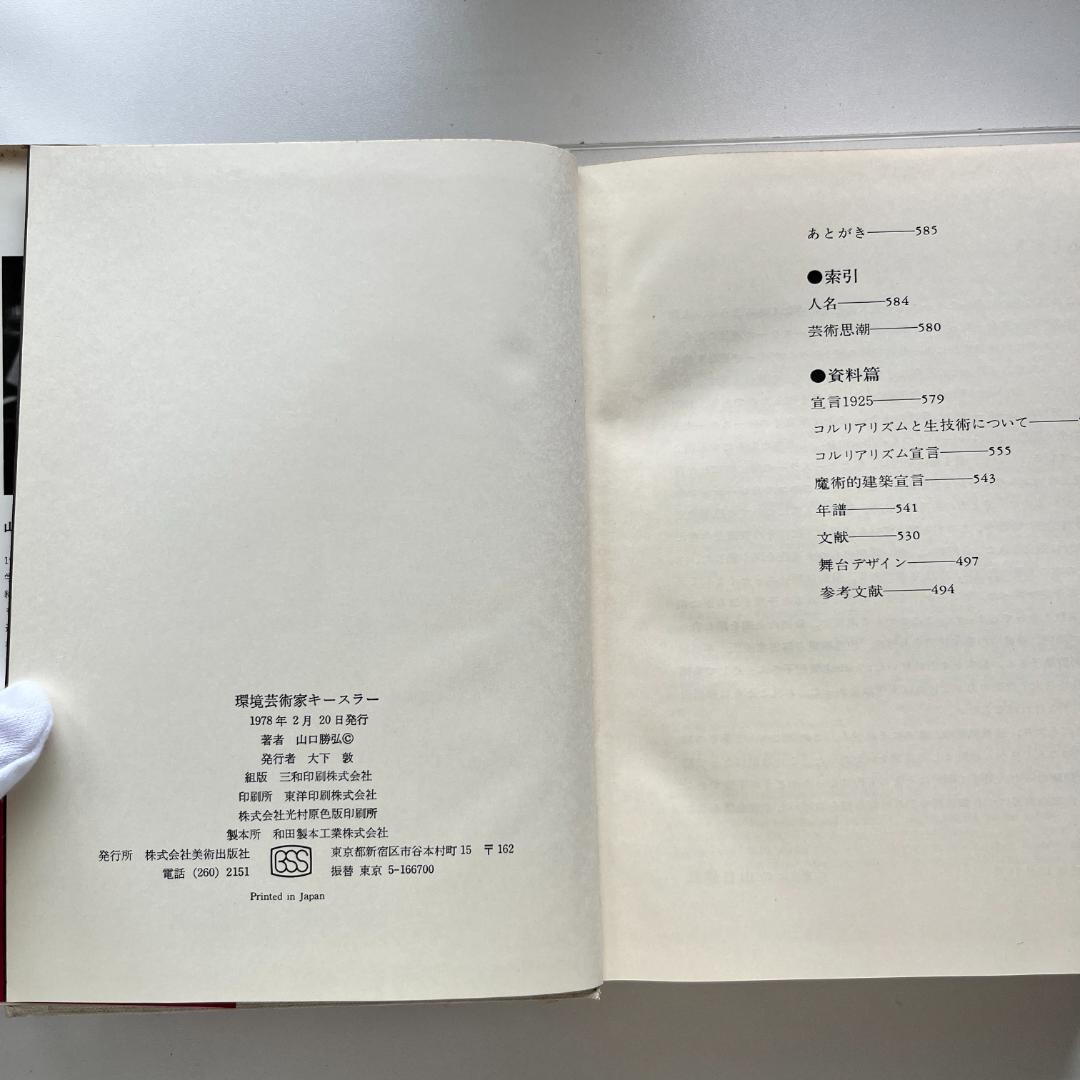 環境芸術家キースラー
1978年 2月 20日発行
著者 山口勝弘©
発行者 大下 敦
組版 三和印刷株式会社
印刷所 東洋印刷株式会社
株式会社光村原色版印刷所
製本所 和田製本工業株式会社
発行所 株式会社美術出版社 BSS 東京都新宿区市谷本村町15 〒162
電話 (260) 2151 振替 東京 5-166700
Printed in Japan
あとがき———585
●索引
人名———584
芸術思潮———580
●資料篇
宣言1925———579
コルリアリズムと生技術について———
コルリアリズム宣言———555
魔術的建築宣言———543
年譜———541
文献———530
舞台デザイン———497
参考文献———494